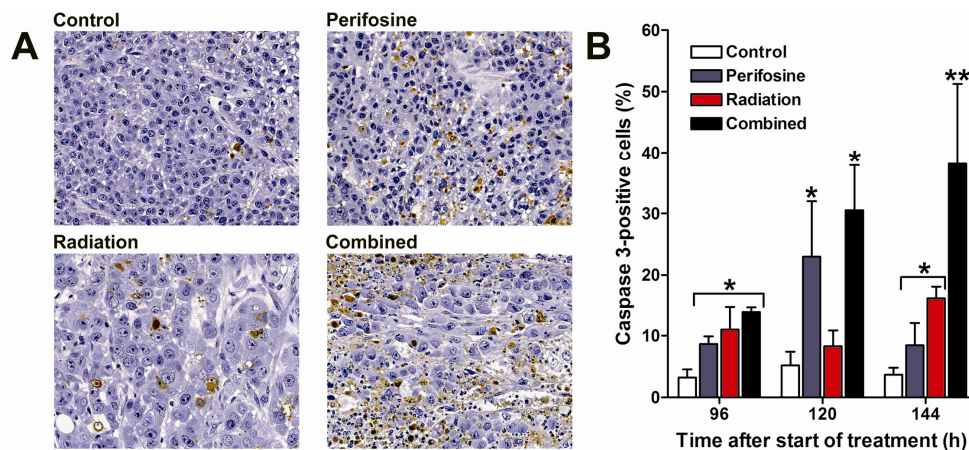 A
Control
Perifosine
Radiation
Combined
B
Caspase 3-positive cells (%)
60
50
40
30
20
10
0
Control
Perifosine
Radiation
Combined
*
*
*
*
**
96
120
144
Time after start of treatment (h)